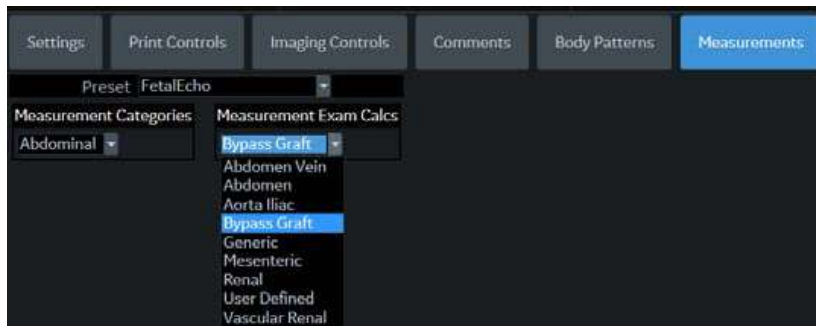 Settings Print Controls Imaging Controls Comments Body Patterns Measurements
Preset FetalEcho
Measurement Categories Measurement Exam Calcs
Abdominal Bypass Graft
Abdomen Vein
Abdomen
Aorta Iliac
Bypass Graft
Generic
Mesenteric
Renal
User Defined
Vascular Renal